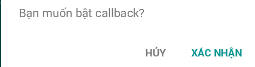 Bạn muốn bật callback?
HỦY XÁC NHẬN